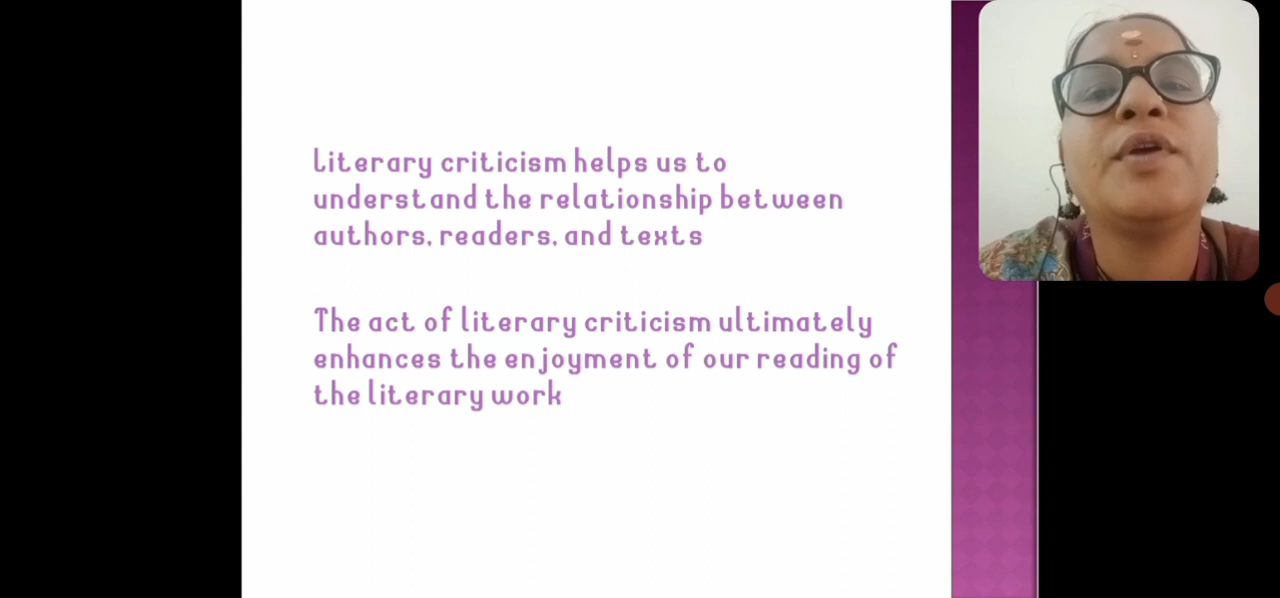 Literary criticism helps us to
understand the relationship between
authors, readers, and texts
The act of literary criticism ultimately
enhances the enjoyment of our reading of
the literary work